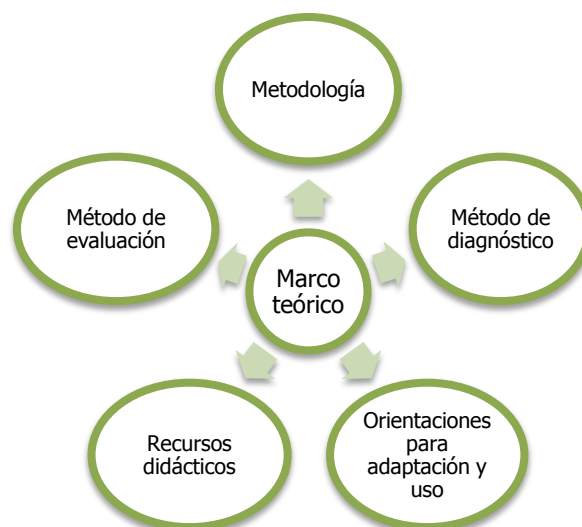 Metodología
Método de
evaluación
Método de
diagnóstico
Marco
teórico
Recursos
didácticos
Orientaciones
para
adaptación y
uso